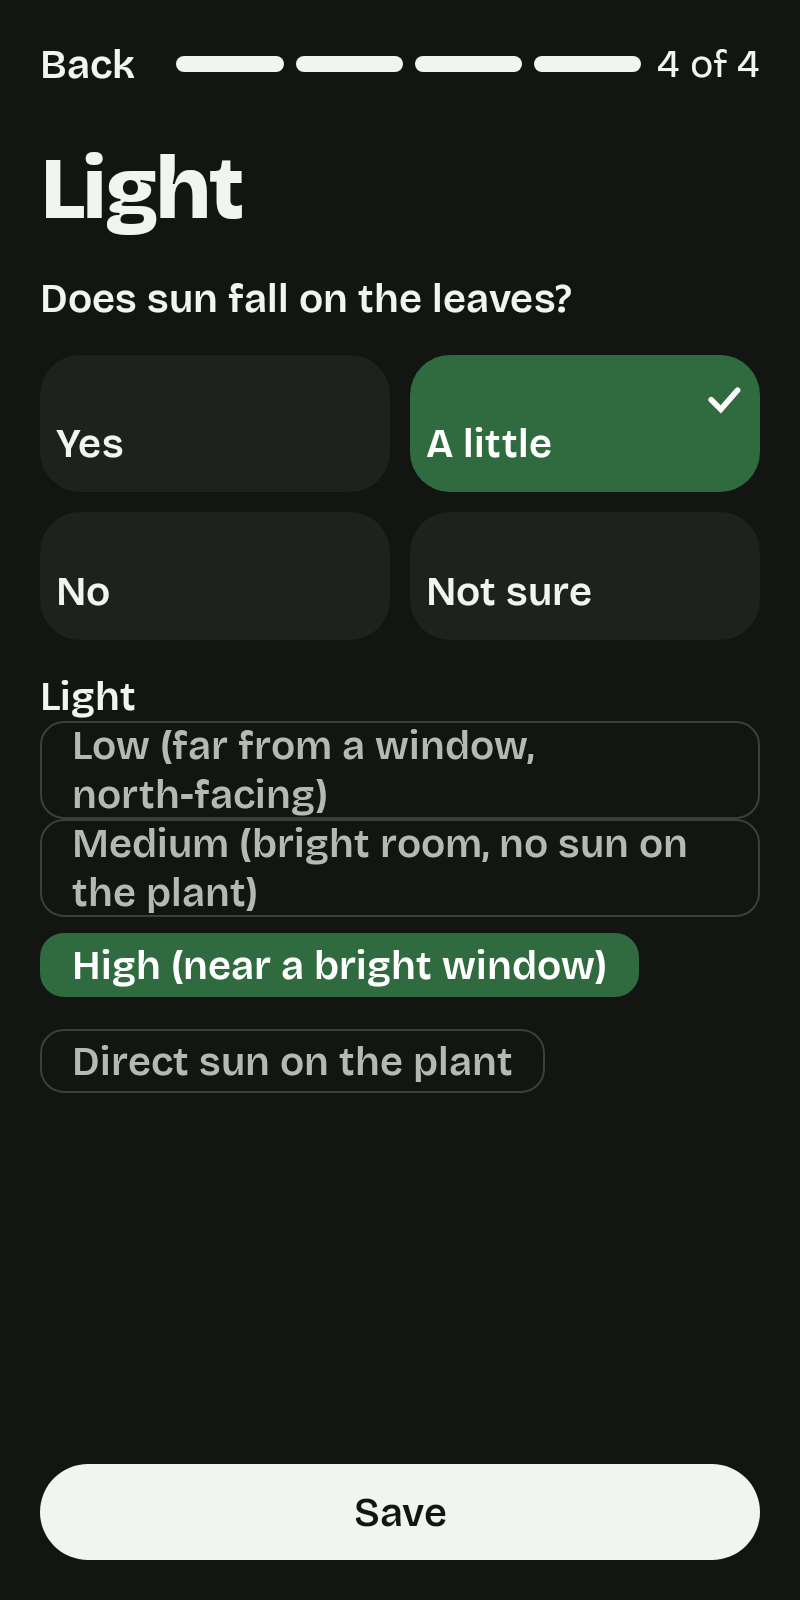 Back
4 of 4
Light
Does sun fall on the leaves?
Yes
A little
No
Not sure
Light
Low (far from a window,
north-facing)
Medium (bright room, no sun on
the plant)
High (near a bright window)
Direct sun on the plant
Save